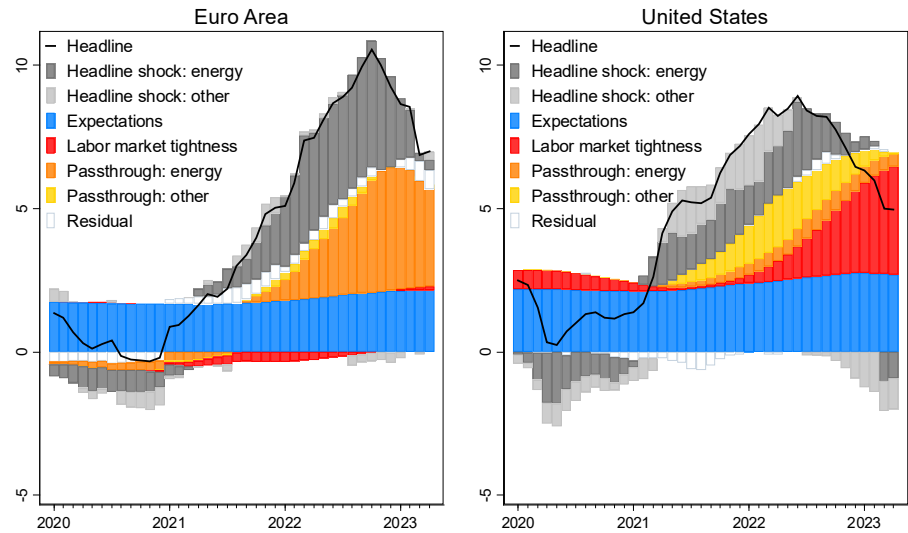 Euro Area
Headline
Headline shock: energy
Headline shock: other
Expectations
Labor market tightness
Passthrough: energy
Passthrough: other
Residual
10
5
0
-5
2020 2021 2022 2023
United States
Headline
Headline shock: energy
Headline shock: other
Expectations
Labor market tightness
Passthrough: energy
Passthrough: other
Residual
10
5
0
-5
2020 2021 2022 2023